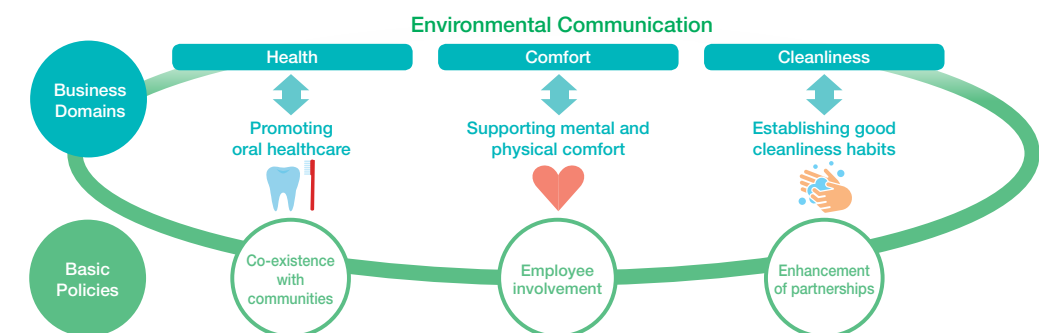 Environmental Communication
Health
Comfort
Cleanliness
Business
Domains
Promoting
oral healthcare
Supporting mental and
physical comfort
Establishing good
cleanliness habits
Basic
Policies
Co-existence
with
communities
Employee
involvement
Enhancement
of partnerships